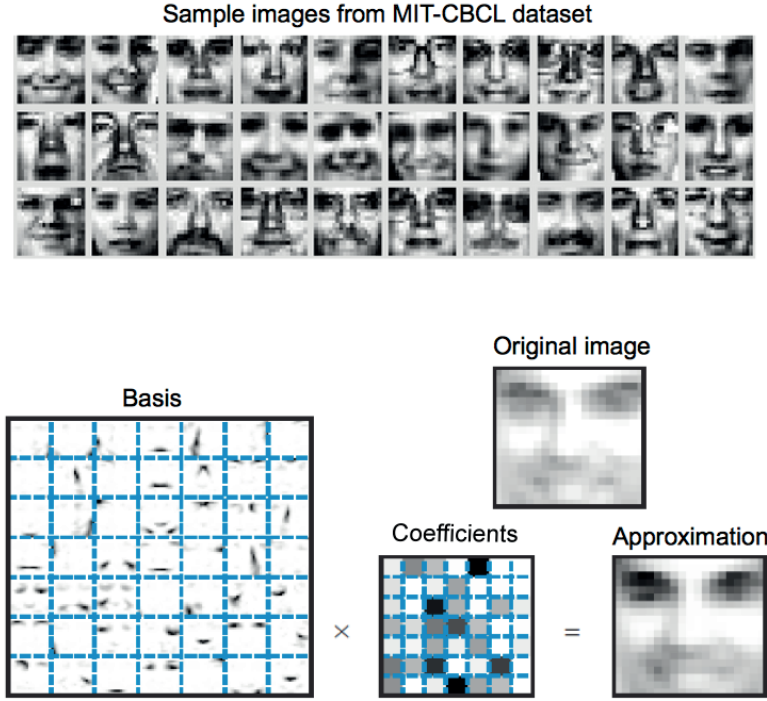 Sample images from MIT-CBCL dataset
Original image
Basis
Coefficients
Approximation
×
=